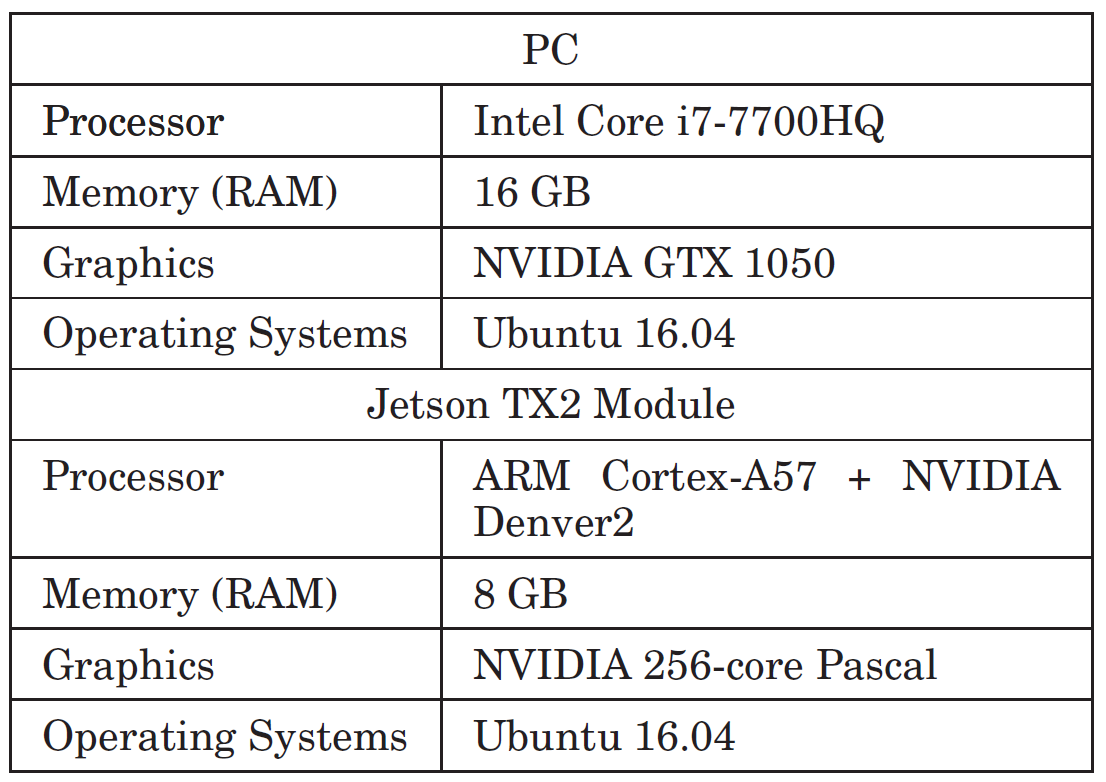 PC
Processor Intel Core i7-7700HQ
Memory (RAM) 16 GB
Graphics NVIDIA GTX 1050
Operating Systems Ubuntu 16.04
Jetson TX2 Module
Processor ARM Cortex-A57 + NVIDIA
Denver2
Memory (RAM) 8 GB
Graphics NVIDIA 256-core Pascal
Operating Systems Ubuntu 16.04